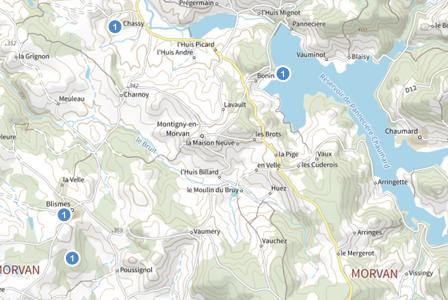 Prégermain
l'Huis Mignot
Pannecière
1
Chassy
l'Huis Picard
l'Huis André
Vauminot
Blaisy
la Grignon
Bonin
1
Réservoir de Pannecière-Chaumard
D12
Meuleau
Charnoy
Lavault
Montigny-en-
Morvan
la Maison Neuve
les Brots
Chaumard
le Bruit
la Pige
Vaux
les Cuderois
la Velle
l'Huis Billard
en Velle
Arringette
le Moulin du Bruy
Huez
Blismes
1
Vaumery
Vauchez
Arringes
1
le Mergerot
MORVAN
Poussignol
MORVAN
Vissingy